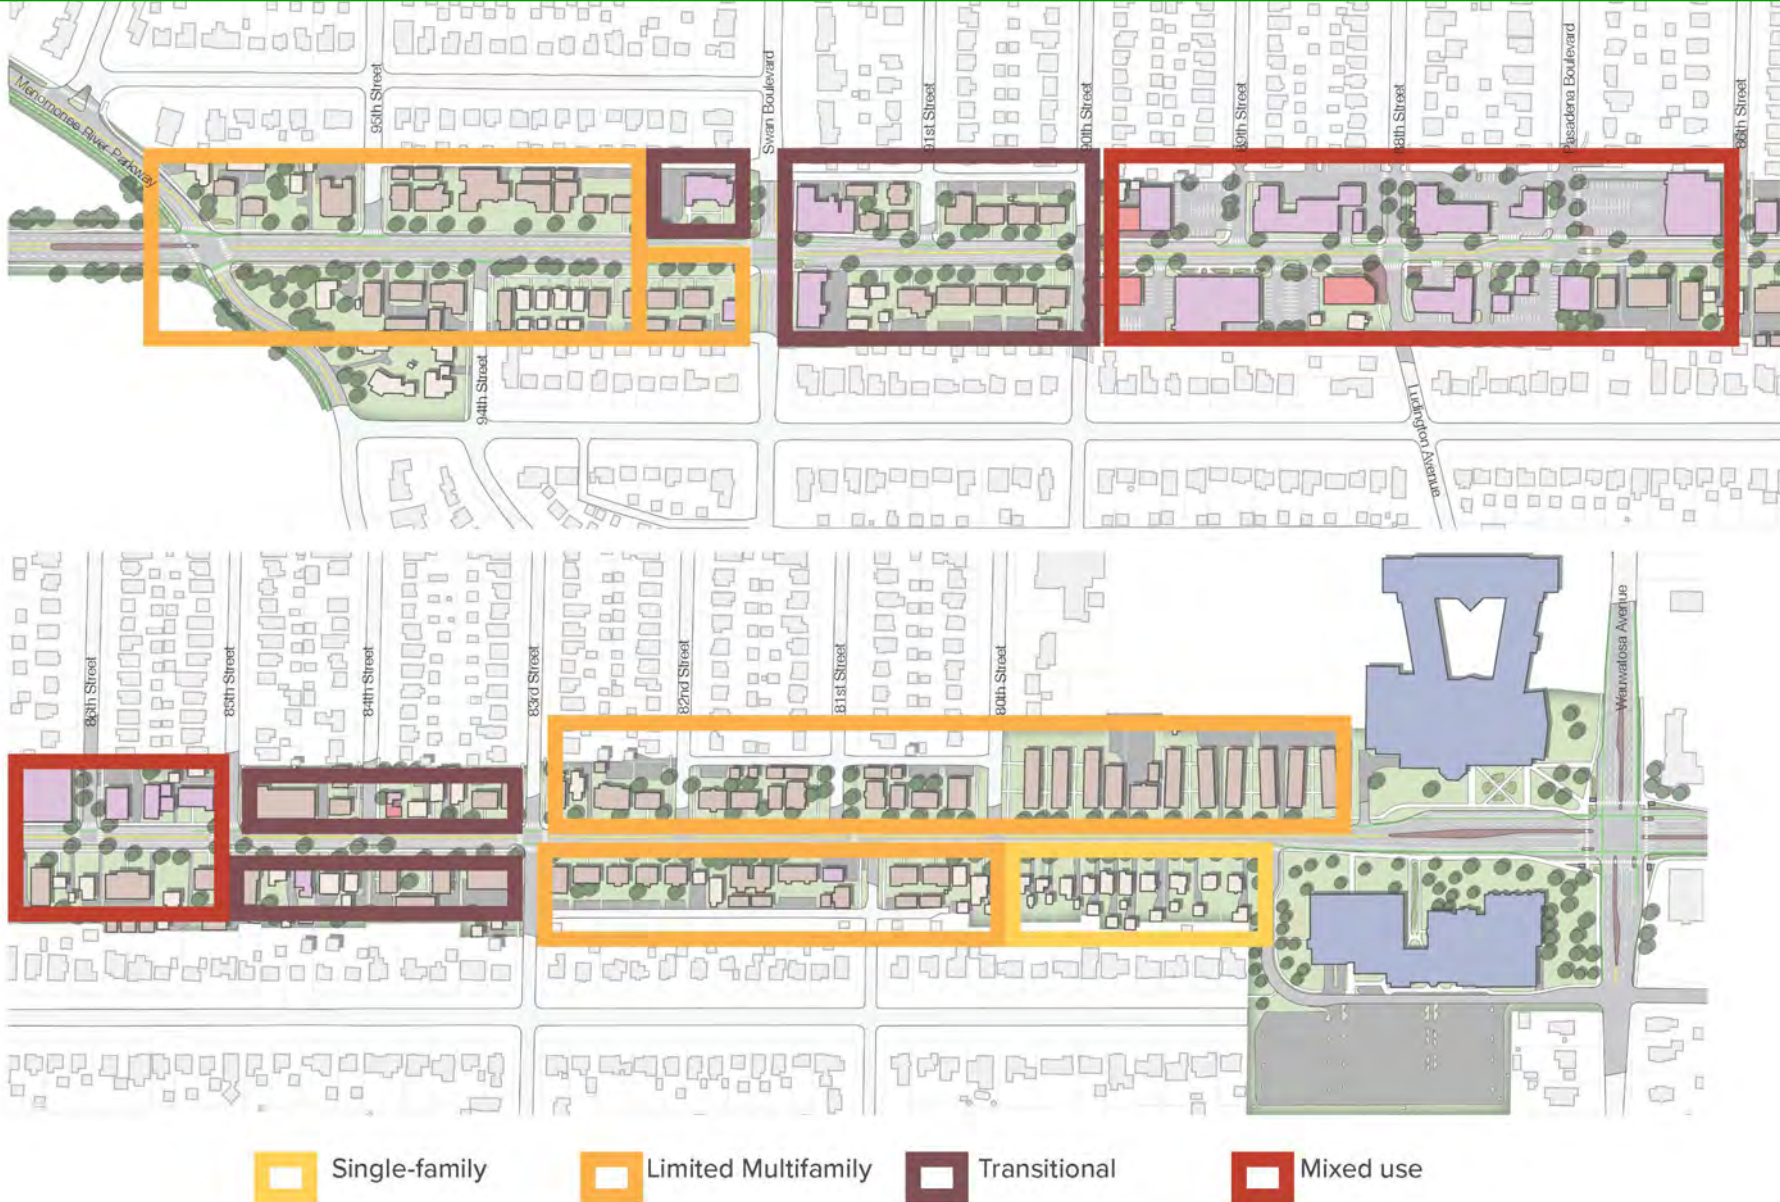 Menomonee River Parkway
95th Street
Swan Boulevard
91st Street
90th Street
89th Street
88th Street
Pasadena Boulevard
86th Street
94th Street
Ludington Avenue
86th Street
85th Street
84th Street
83rd Street
82nd Street
81st Street
80th Street
Wauwatosa Avenue
Single-family
Limited Multifamily
Transitional
Mixed use